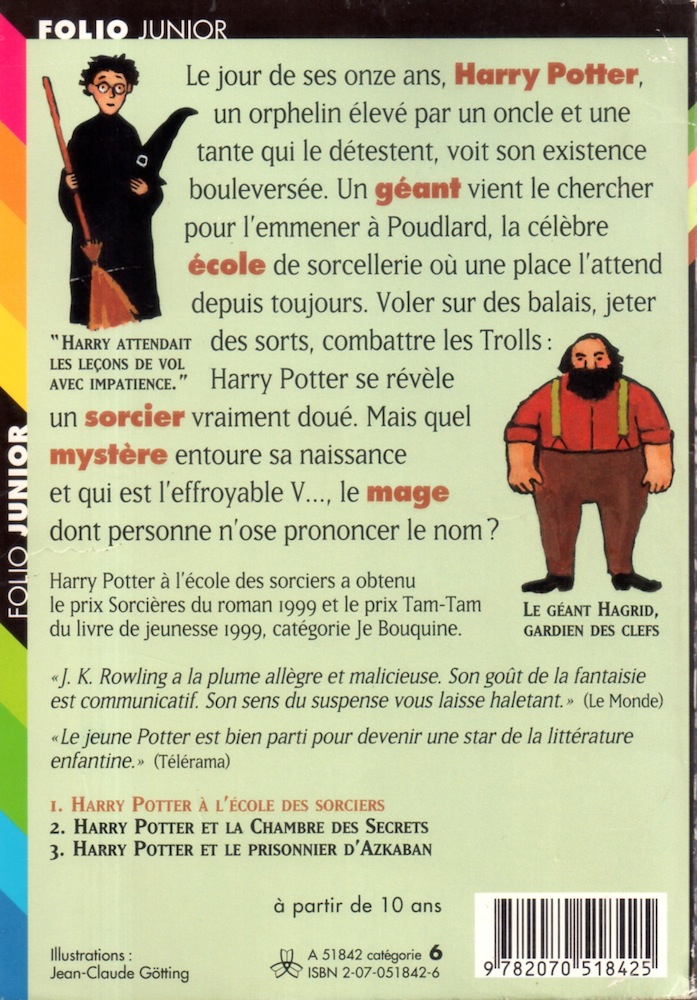 FOLIO JUNIOR
Le jour de ses onze ans, Harry Potter,
un orphelin élevé par un oncle et une
tante qui le détestent, voit son existence
bouleversée. Un géant vient le chercher
pour l'emmener à Poudlard, la célèbre
école de sorcellerie où une place l'attend
depuis toujours. Voler sur des balais, jeter
des sorts, combattre les Trolls :
Harry Potter se révèle
un sorcier vraiment doué. Mais quel
mystère entoure sa naissance
et qui est l'effroyable V..., le mage
dont personne n'ose prononcer le nom ?
"HARRY ATTENDAIT
LES LEÇONS DE VOL
AVEC IMPATIENCE."
LE GÉANT HAGRID,
GARDIEN DES CLEFS
FOLIO JUNIOR
Harry Potter à l'école des sorciers a obtenu
le prix Sorcières du roman 1999 et le prix Tam-Tam
du livre de jeunesse 1999, catégorie Je Bouquine.
«J. K. Rowling a la plume allègre et malicieuse. Son goût de la fantaisie
est communicatif. Son sens du suspense vous laisse haletant.» (Le Monde)
«Le jeune Potter est bien parti pour devenir une star de la littérature
enfantine.» (Télérama)
1. HARRY POTTER À L'ÉCOLE DES SORCIERS
2. HARRY POTTER ET LA CHAMBRE DES SECRETS
3. HARRY POTTER ET LE PRISONNIER D'AZKABAN
à partir de 10 ans
Illustrations :
Jean-Claude Götting
A 51842 catégorie 6
ISBN 2-07-051842-6
9 782070 518425